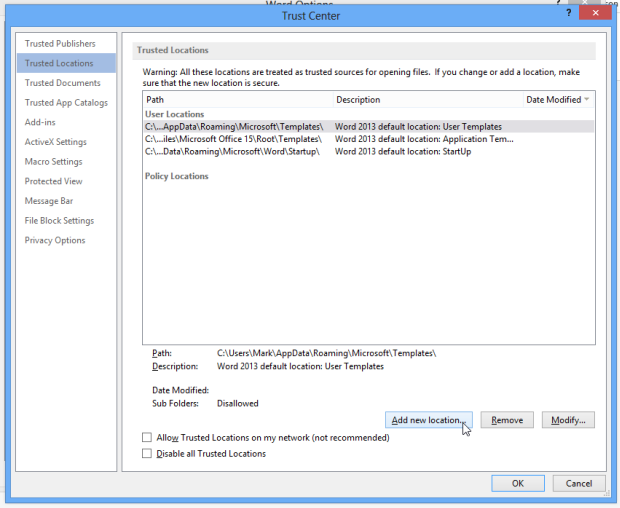 Word Options
Trust Center
?
Trusted Publishers
Trusted Locations
Trusted Documents
Trusted App Catalogs
Add-ins
ActiveX Settings
Macro Settings
Protected View
Message Bar
File Block Settings
Privacy Options
Trusted Locations
Warning: All these locations are treated as trusted sources for opening files.  If you change or add a location, make
sure that the new location is secure.
Path Description Date Modified
User Locations
C:\...AppData\Roaming\Microsoft\Templates\ Word 2013 default location: User Templates
C:\...iles\Microsoft Office 15\Root\Templates\ Word 2013 default location: Application Tem...
C:\...Data\Roaming\Microsoft\Word\Startup\ Word 2013 default location: StartUp
Policy Locations
Path: C:\Users\Mark\AppData\Roaming\Microsoft\Templates\
Description: Word 2013 default location: User Templates
Date Modified:
Sub Folders: Disallowed
Add new location... Remove Modify...
Allow Trusted Locations on my network (not recommended)
Disable all Trusted Locations
OK Cancel